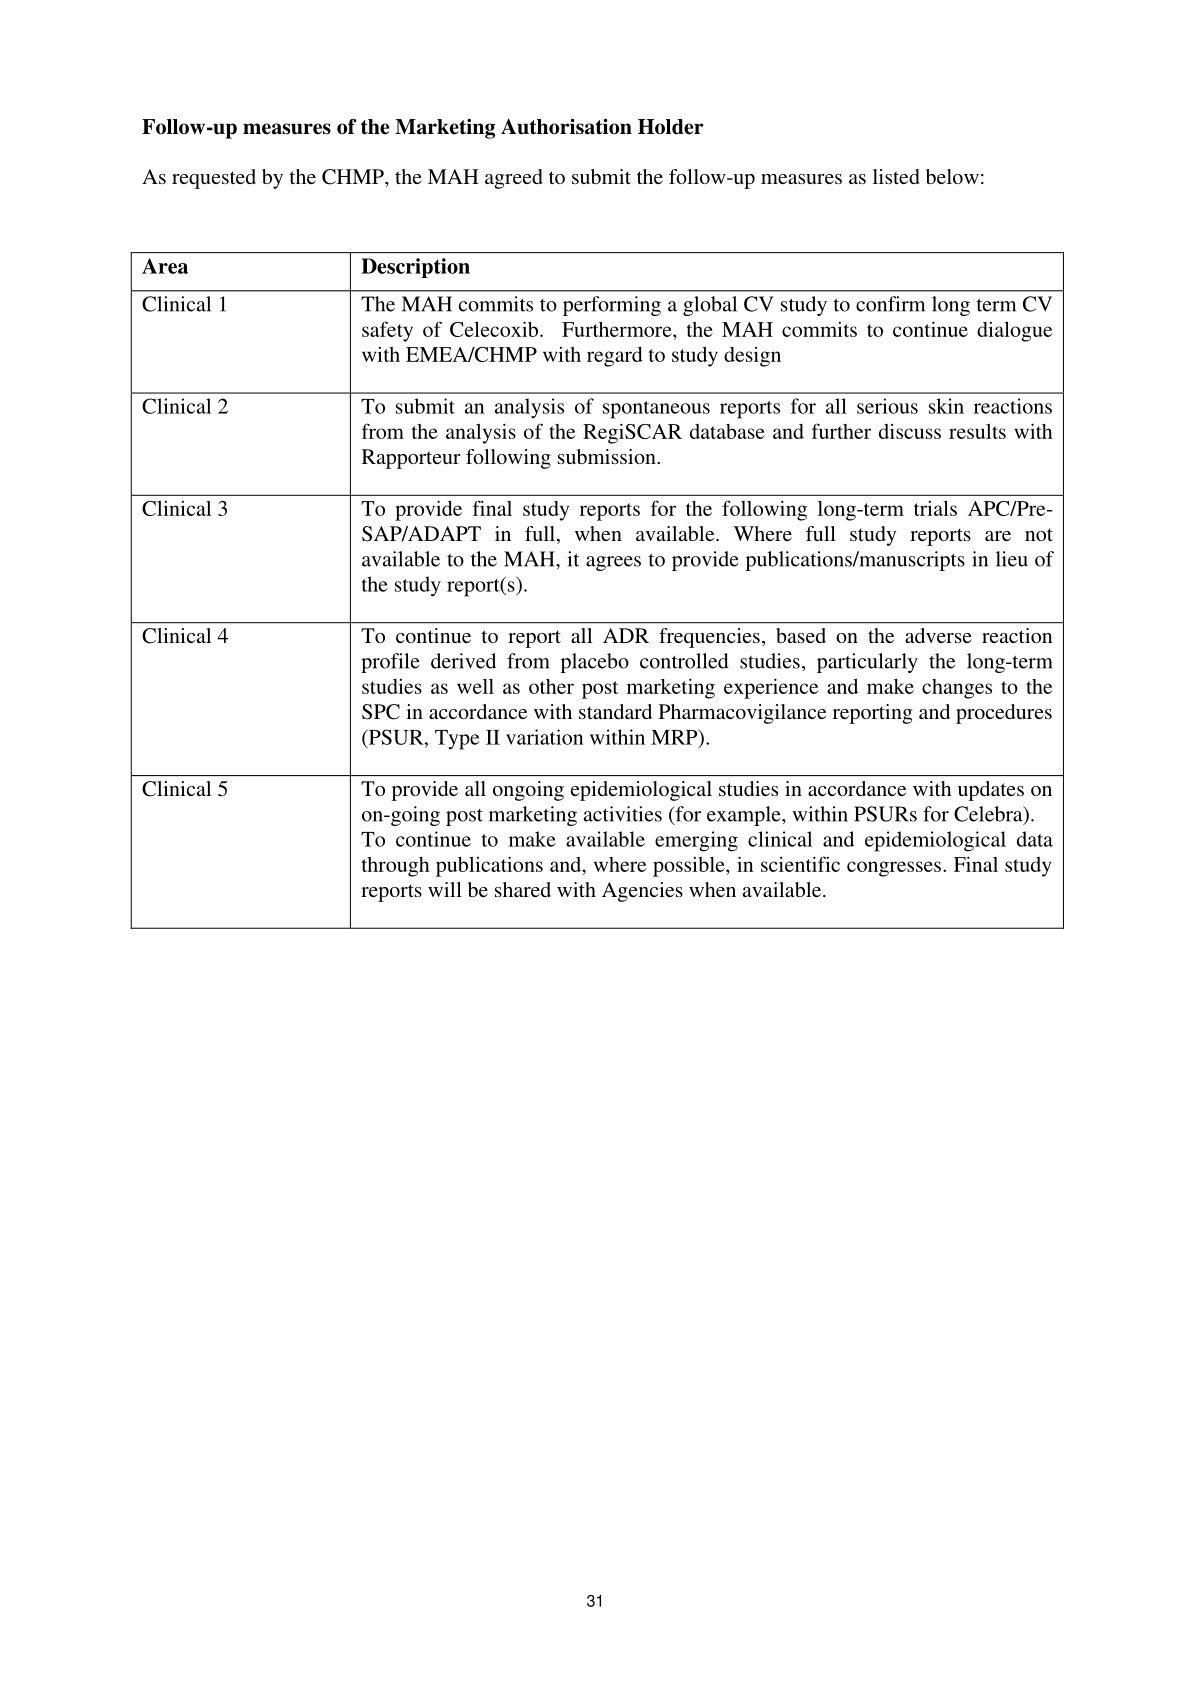 Follow-up measures of the Marketing Authorisation Holder
As requested by the CHMP, the MAH agreed to submit the follow-up measures as listed below:
Area
Description
Clinical 1
The MAH commits to performing a global CV study to confirm long term CV
safety of Celecoxib.  Furthermore, the MAH commits to continue dialogue
with EMEA/CHMP with regard to study design
Clinical 2
To submit an analysis of spontaneous reports for all serious skin reactions
from the analysis of the RegiSCAR database and further discuss results with
Rapporteur following submission.
Clinical 3
To provide final study reports for the following long-term trials APC/Pre-
SAP/ADAPT in full, when available. Where full study reports are not
available to the MAH, it agrees to provide publications/manuscripts in lieu of
the study report(s).
Clinical 4
To continue to report all ADR frequencies, based on the adverse reaction
profile derived from placebo controlled studies, particularly the long-term
studies as well as other post marketing experience and make changes to the
SPC in accordance with standard Pharmacovigilance reporting and procedures
(PSUR, Type II variation within MRP).
Clinical 5
To provide all ongoing epidemiological studies in accordance with updates on
on-going post marketing activities (for example, within PSURs for Celebra).
To continue to make available emerging clinical and epidemiological data
through publications and, where possible, in scientific congresses. Final study
reports will be shared with Agencies when available.
31